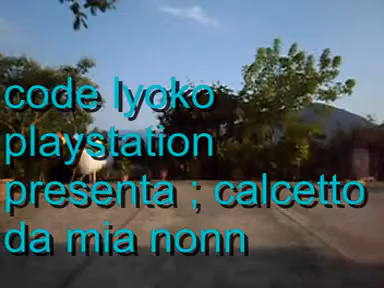 code lyoko
playstation
presenta ; calcetto
da mia nonn